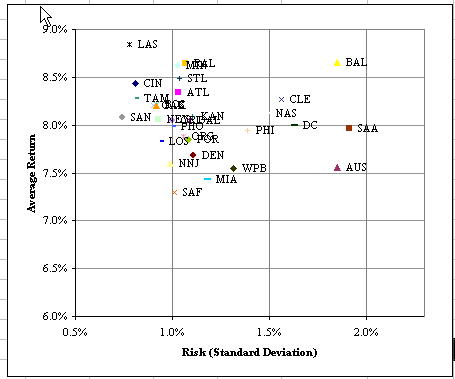 9.0%
LAS
BAL
MIN
BAL
8.5%
STL
CIN
ATL
TAM
CLE
SAN
KAN
NAS
8.0%
PHO
PHI
DC
SAA
LOS
POR
DEN
7.5%
NNJ
WPB
AUS
MIA
SAF
7.0%
6.5%
6.0%
0.5%
1.0%
1.5%
2.0%
Average Return
Risk (Standard Deviation)